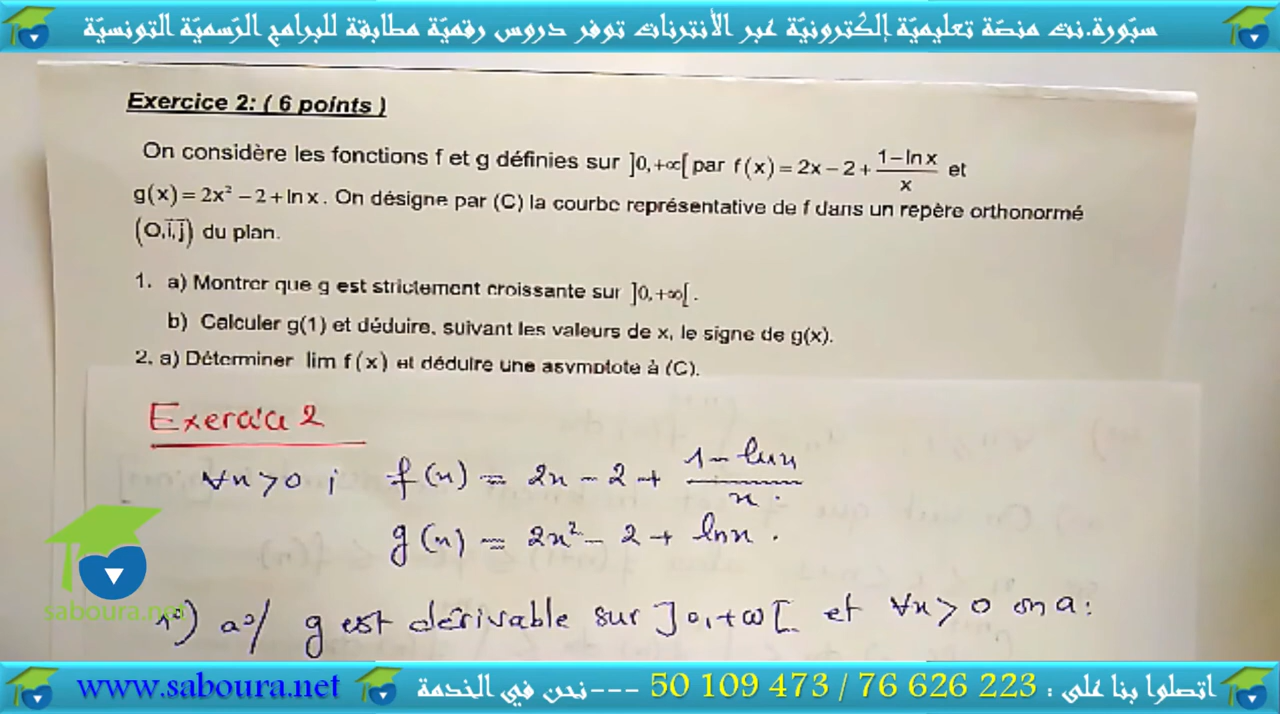 سبّورة.نت منصّة تعليميّة إلكترونيّة عبر الأنترنات توفر دروس رقميّة مطابقة للبرامج الرّسميّة التونسيّة
Exercice 2: ( 6 points )
On considère les fonctions f et g définies sur ]0,+∝[ par f(x) = 2x − 2 + (1−ln x)/x et
g(x) = 2x² − 2 + ln x. On désigne par (C) la courbe représentative de f dans un repère orthonormé
(O,i⃗,j⃗) du plan.
1. a) Montrer que g est strictement croissante sur ]0,+∞[.
b) Calculer g(1) et déduire, suivant les valeurs de x, le signe de g(x).
2. a) Déterminer lim f(x) et déduire une asymptote à (C).
Exercice 2
∀x > 0 ; f(x) = 2x − 2 + (1 − ln x)/x .
g(x) = 2x² − 2 + ln x .
1°) a°/ g est dérivable sur ]0,+∞[ et ∀x > 0 on a :
saboura.net
www.saboura.net اتصلوا بنا على : 223 626 76 / 473 109 50 ---نحن في الخدمة